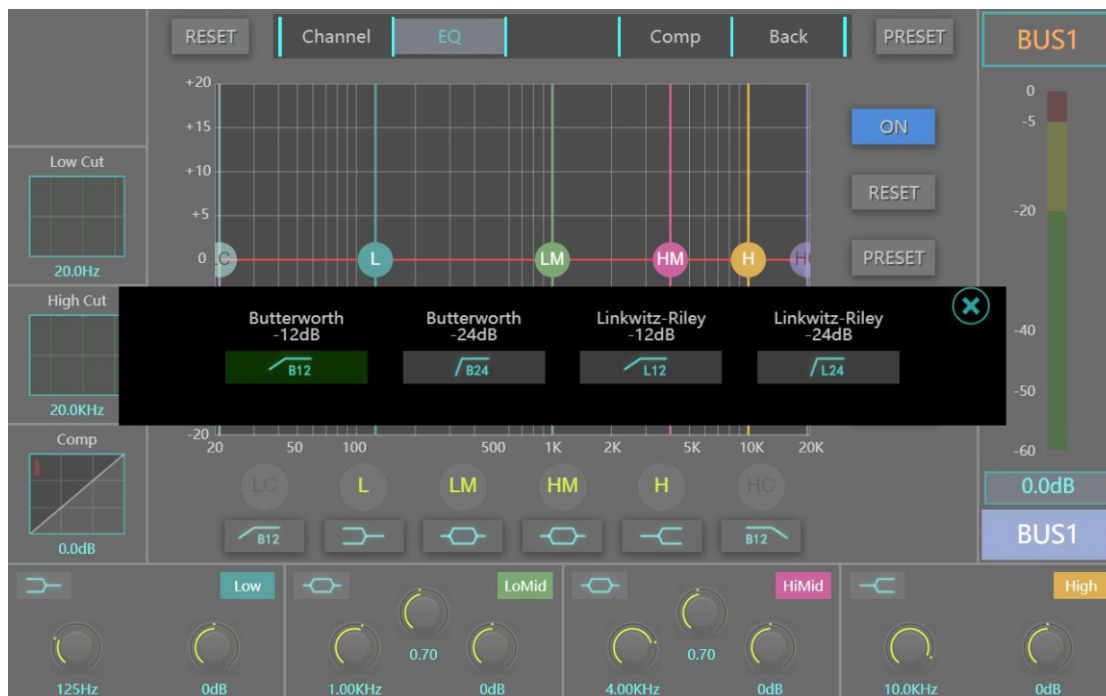 RESET
Channel
EQ
Comp
Back
PRESET
BUS1
+20
+15
+10
+5
0
-20
20
50
100
500
1K
2K
5K
10K
20K
LC
L
LM
HM
H
HC
ON
RESET
PRESET
0
-5
-20
-40
-50
-60
0.0dB
BUS1
Low Cut
20.0Hz
High Cut
20.0KHz
Comp
0.0dB
Butterworth
-12dB
B12
Butterworth
-24dB
B24
Linkwitz-Riley
-12dB
L12
Linkwitz-Riley
-24dB
L24
LC
L
LM
HM
H
HC
B12
B12
Low
125Hz
0dB
LoMid
1.00KHz
0.70
0dB
HiMid
4.00KHz
0.70
0dB
High
10.0KHz
0dB